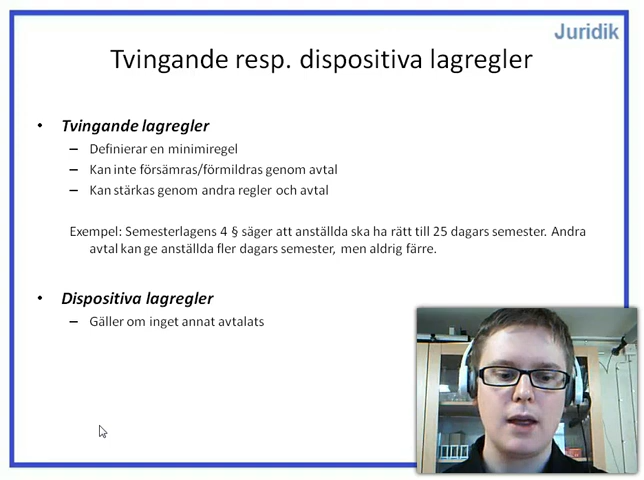 Juridik
Tvingande resp. dispositiva lagregler
• Tvingande lagregler
– Definierar en minimiregel
– Kan inte försämras/förmildras genom avtal
– Kan stärkas genom andra regler och avtal
Exempel: Semesterlagens 4 § säger att anställda ska ha rätt till 25 dagars semester. Andra
avtal kan ge anställda fler dagars semester, men aldrig färre.
• Dispositiva lagregler
– Gäller om inget annat avtalats